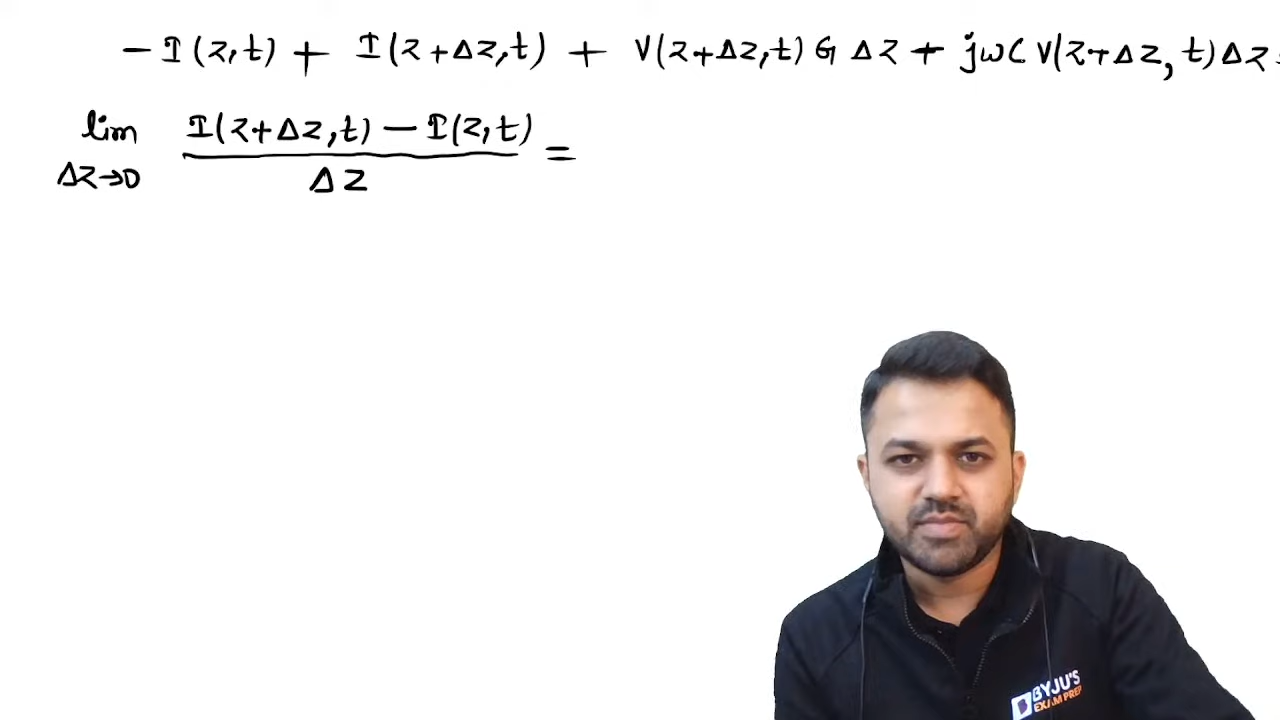 - I(z,t) + I(z+Δz,t) + V(z+Δz,t) G Δz + jωC V(z+Δz,t)Δz =
lim Δz→0 I(z+Δz,t) - I(z,t) / Δz =
BYJU'S
EXAM PREP